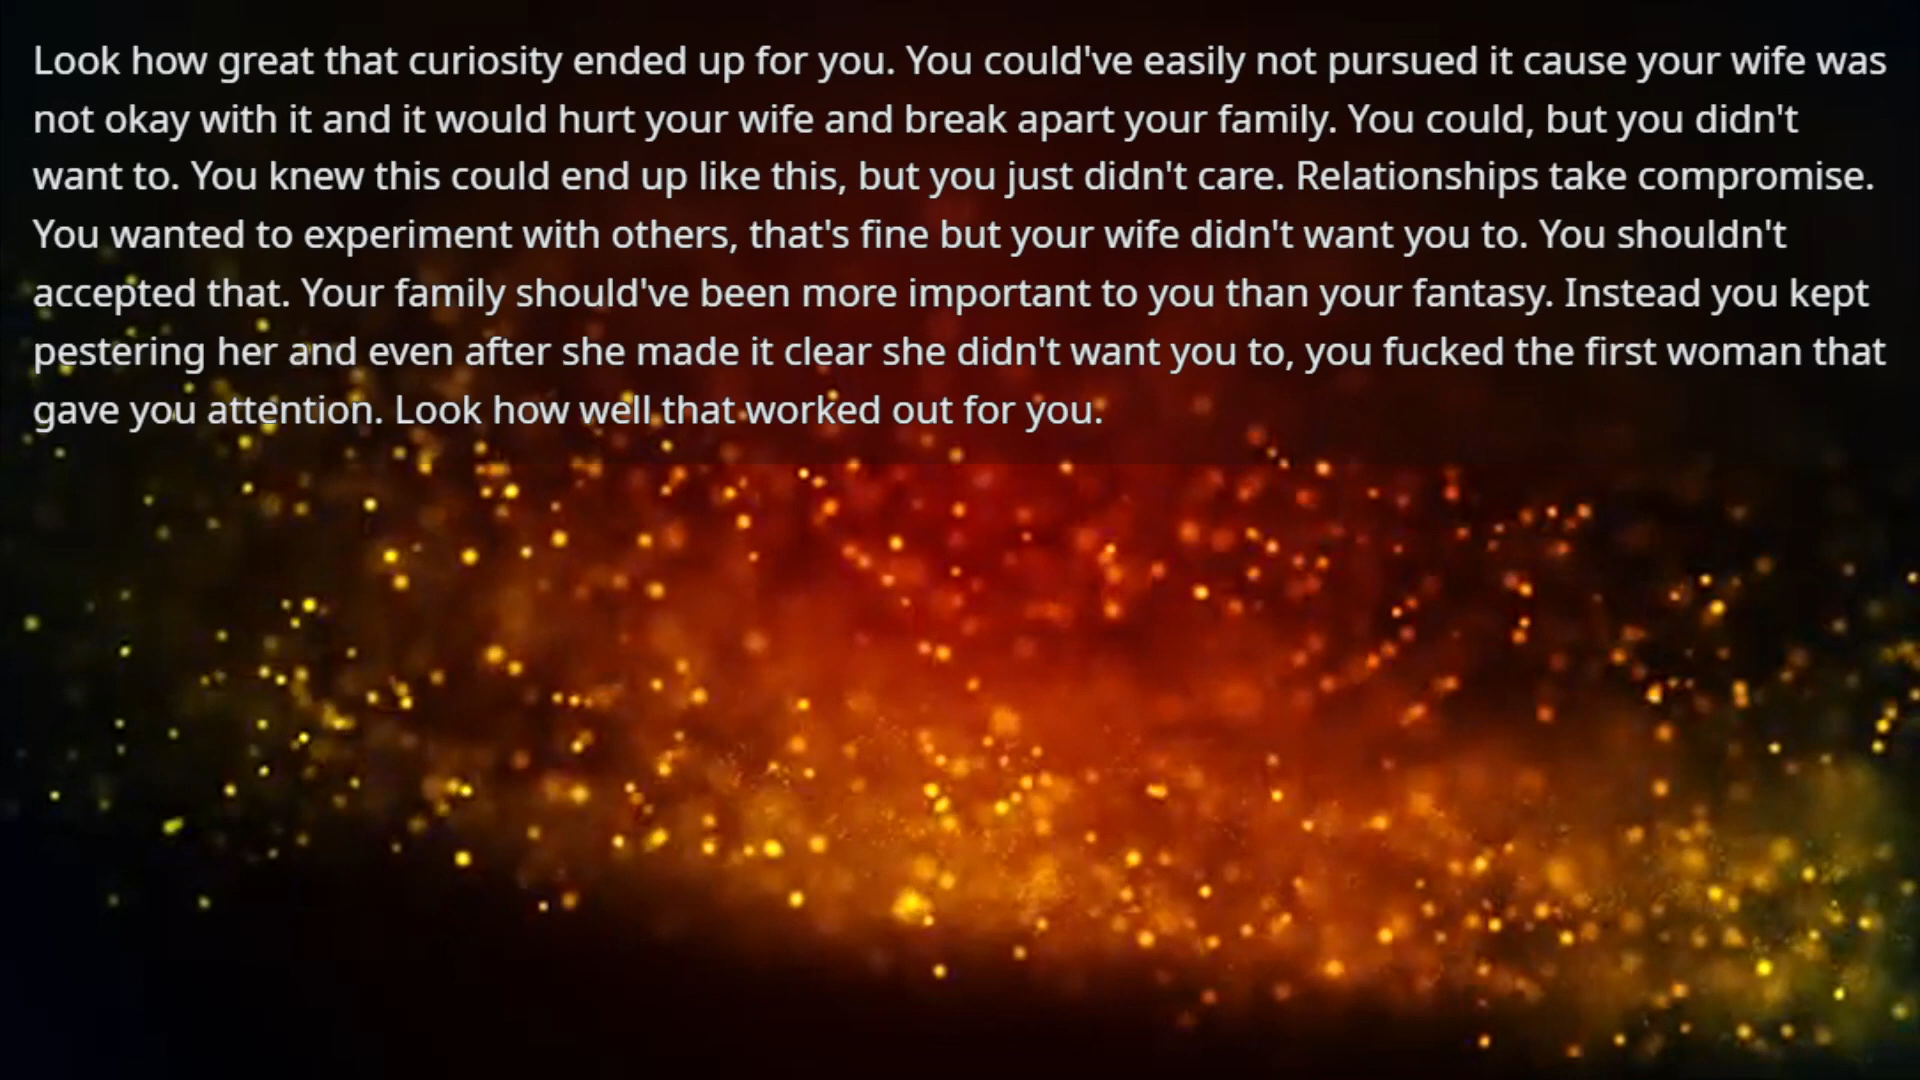 Look how great that curiosity ended up for you. You could've easily not pursued it cause your wife was
not okay with it and it would hurt your wife and break apart your family. You could, but you didn't
want to. You knew this could end up like this, but you just didn't care. Relationships take compromise.
You wanted to experiment with others, that's fine but your wife didn't want you to. You shouldn't
accepted that. Your family should've been more important to you than your fantasy. Instead you kept
pestering her and even after she made it clear she didn't want you to, you fucked the first woman that
gave you attention. Look how well that worked out for you.